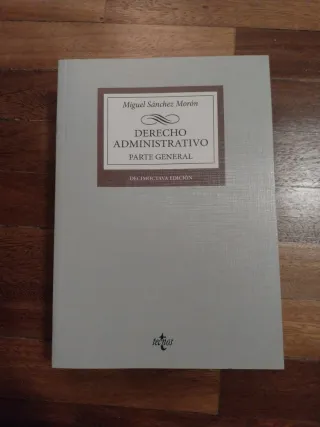 Miguel Sánchez Morón
DERECHO
ADMINISTRATIVO
PARTE GENERAL
DECIMOCTAVA EDICIÓN
tecnos